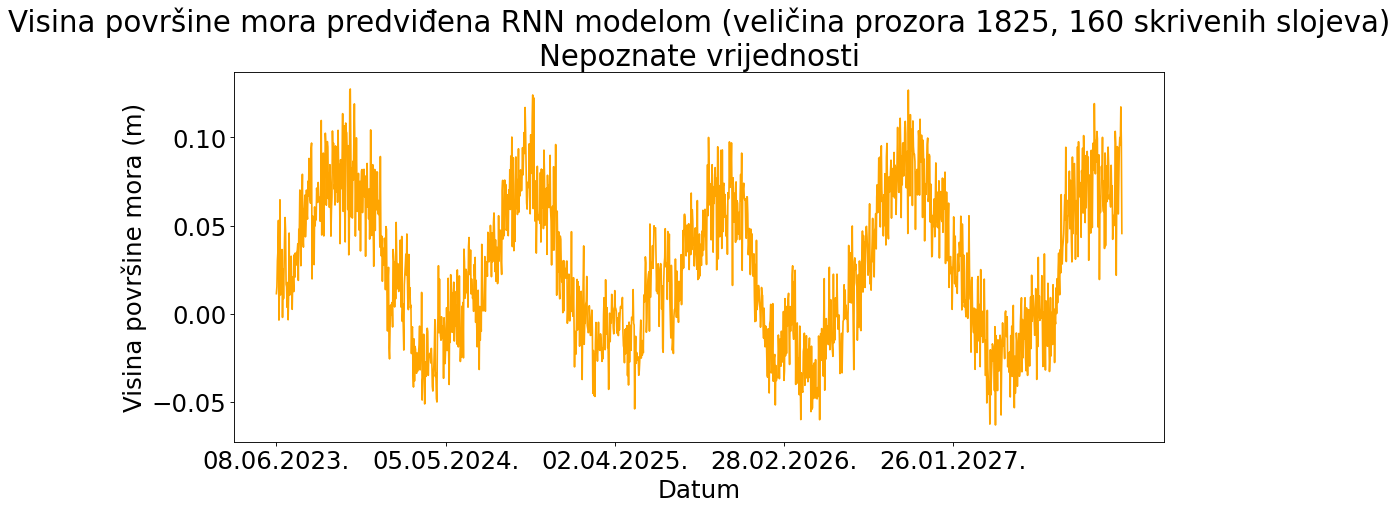 Visina površine mora predviđena RNN modelom (veličina prozora 1825, 160 skrivenih slojeva)
Nepoznate vrijednosti
Visina površine mora (m)
0.10
0.05
0.00
−0.05
08.06.2023. 05.05.2024. 02.04.2025. 28.02.2026. 26.01.2027.
Datum